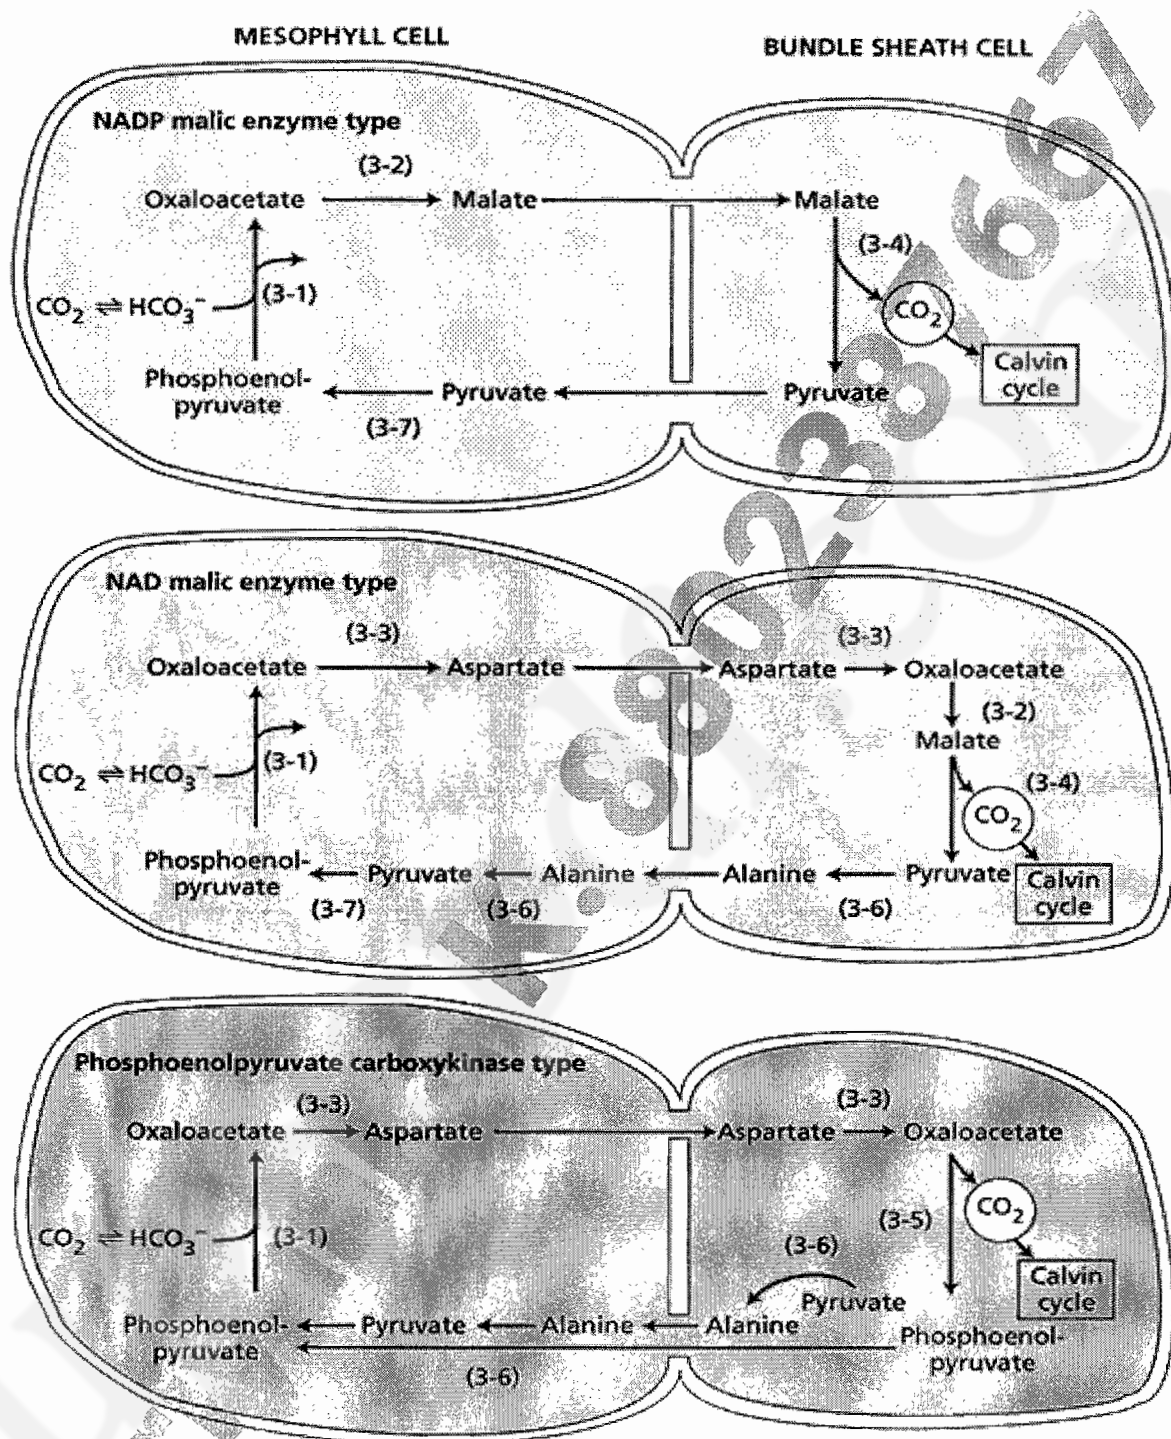 MESOPHYLL CELL
BUNDLE SHEATH CELL
NADP malic enzyme type
(3-2)
Oxaloacetate
Malate
Malate
(3-4)
CO₂ ⇌ HCO₃⁻
(3-1)
CO₂
Calvin
cycle
Phosphoenol-
pyruvate
Pyruvate
Pyruvate
(3-7)
NAD malic enzyme type
(3-3)
(3-3)
Oxaloacetate
Aspartate
Aspartate
Oxaloacetate
(3-2)
Malate
CO₂ ⇌ HCO₃⁻
(3-1)
(3-4)
CO₂
Phosphoenol-
pyruvate
Pyruvate
Alanine
Alanine
Pyruvate
Calvin
cycle
(3-7)
(3-6)
(3-6)
Phosphoenolpyruvate carboxykinase type
(3-3)
(3-3)
Oxaloacetate
Aspartate
Aspartate
Oxaloacetate
CO₂ ⇌ HCO₃⁻
(3-1)
(3-5)
CO₂
(3-6)
Calvin
cycle
Pyruvate
Phosphoenol-
pyruvate
Pyruvate
Alanine
Alanine
Phosphoenol-
pyruvate
(3-6)